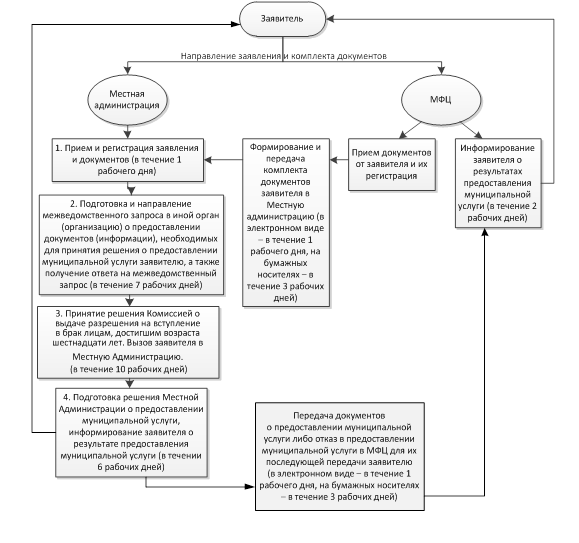 Заявитель
Направление заявления и комплекта документов
Местная
администрация
МФЦ
1. Прием и регистрация заявления
и документов (в течение 1
рабочего дня)
Формирование и
передача
комплекта
документов
заявителя в
Местную
администрацию (в
электронном виде
– в течение 1
рабочего дня, на
бумажных
носителях – в
течение 3 рабочих
дней)
Прием документов
от заявителя и их
регистрация
Информирование
заявителя о
результатах
предоставления
муниципальной
услуги (в течение 2
рабочих дней)
2. Подготовка и направление
межведомственного запроса в иной орган
(организацию) о предоставлении
документов (информации), необходимых
для принятия решения о предоставлении
муниципальной услуги заявителю, а также
получение ответа на межведомственный
запрос (в течение 7 рабочих дней)
3. Принятие решения Комиссией о
выдаче разрешения на вступление
в брак лицам, достигшим возраста
шестнадцати лет. Вызов заявителя в
Местную Администрацию.
(в течение 10 рабочих дней)
4. Подготовка решения Местной
Администрации о предоставлении
муниципальной услуги,
информирование заявителя о
результате предоставления
муниципальной услуги (в течении
6 рабочих дней)
Передача документов
о предоставлении муниципальной
услуги либо отказ в предоставлении
муниципальной услуги в МФЦ для их
последующей передачи заявителю
(в электронном виде – в течение 1
рабочего дня, на бумажных носителях
– в течение 3 рабочих дней)